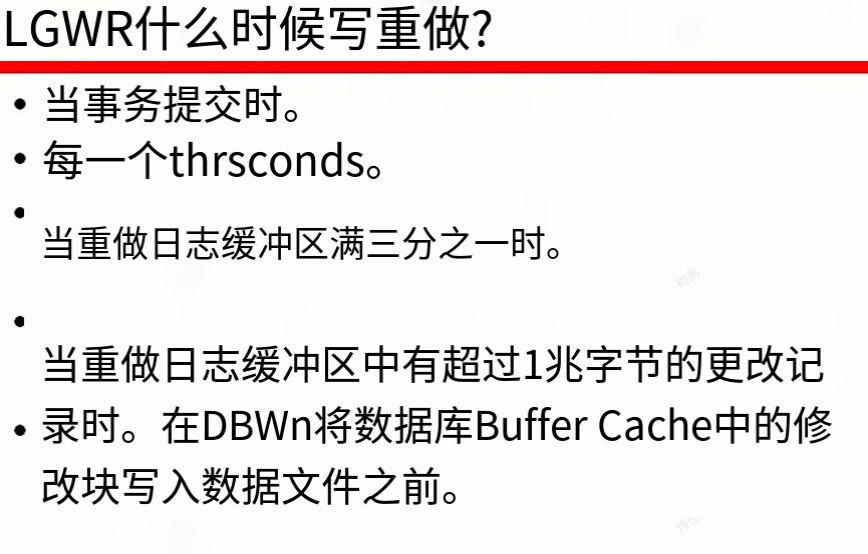 LGWR什么时候写重做?
• 当事务提交时。
• 每一个thrsconds。
•
当重做日志缓冲区满三分之一时。
•
当重做日志缓冲区中有超过1兆字节的更改记
• 录时。在DBWn将数据库Buffer Cache中的修
改块写入数据文件之前。